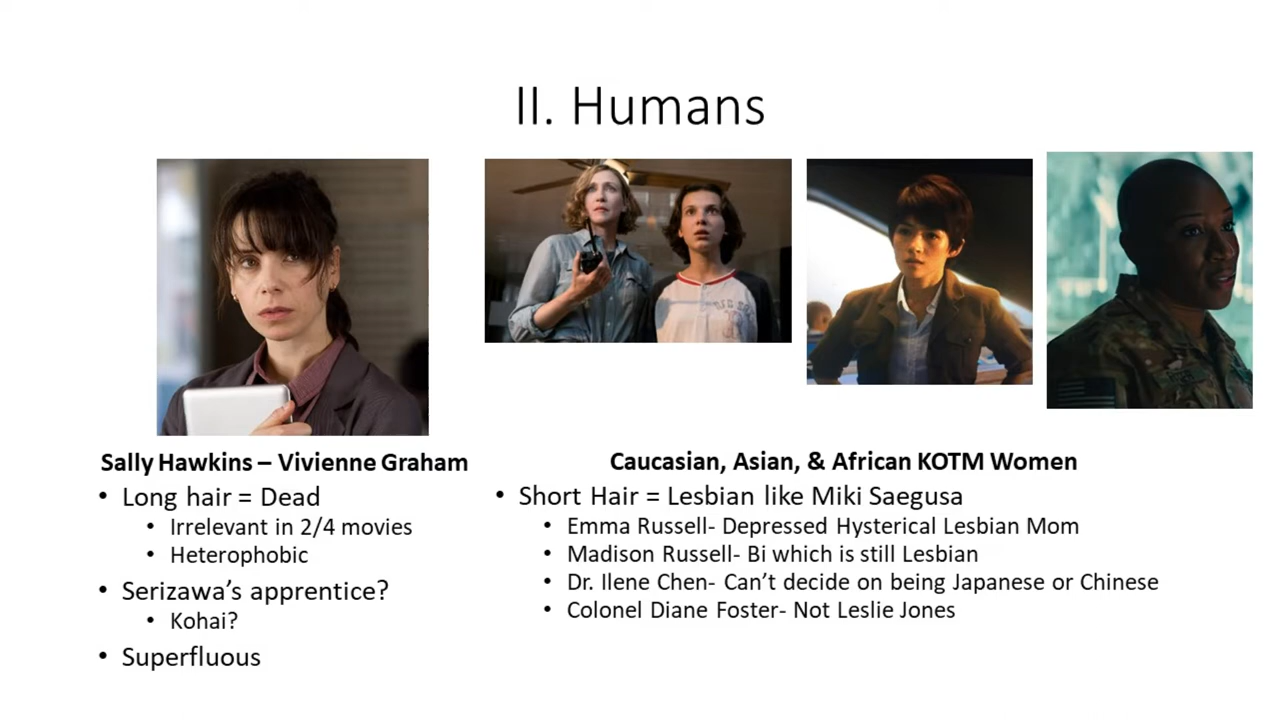 II. Humans
Sally Hawkins – Vivienne Graham
• Long hair = Dead
• Irrelevant in 2/4 movies
• Heterophobic
• Serizawa's apprentice?
• Kohai?
• Superfluous
Caucasian, Asian, & African KOTM Women
• Short Hair = Lesbian like Miki Saegusa
• Emma Russell- Depressed Hysterical Lesbian Mom
• Madison Russell- Bi which is still Lesbian
• Dr. Ilene Chen- Can't decide on being Japanese or Chinese
• Colonel Diane Foster- Not Leslie Jones